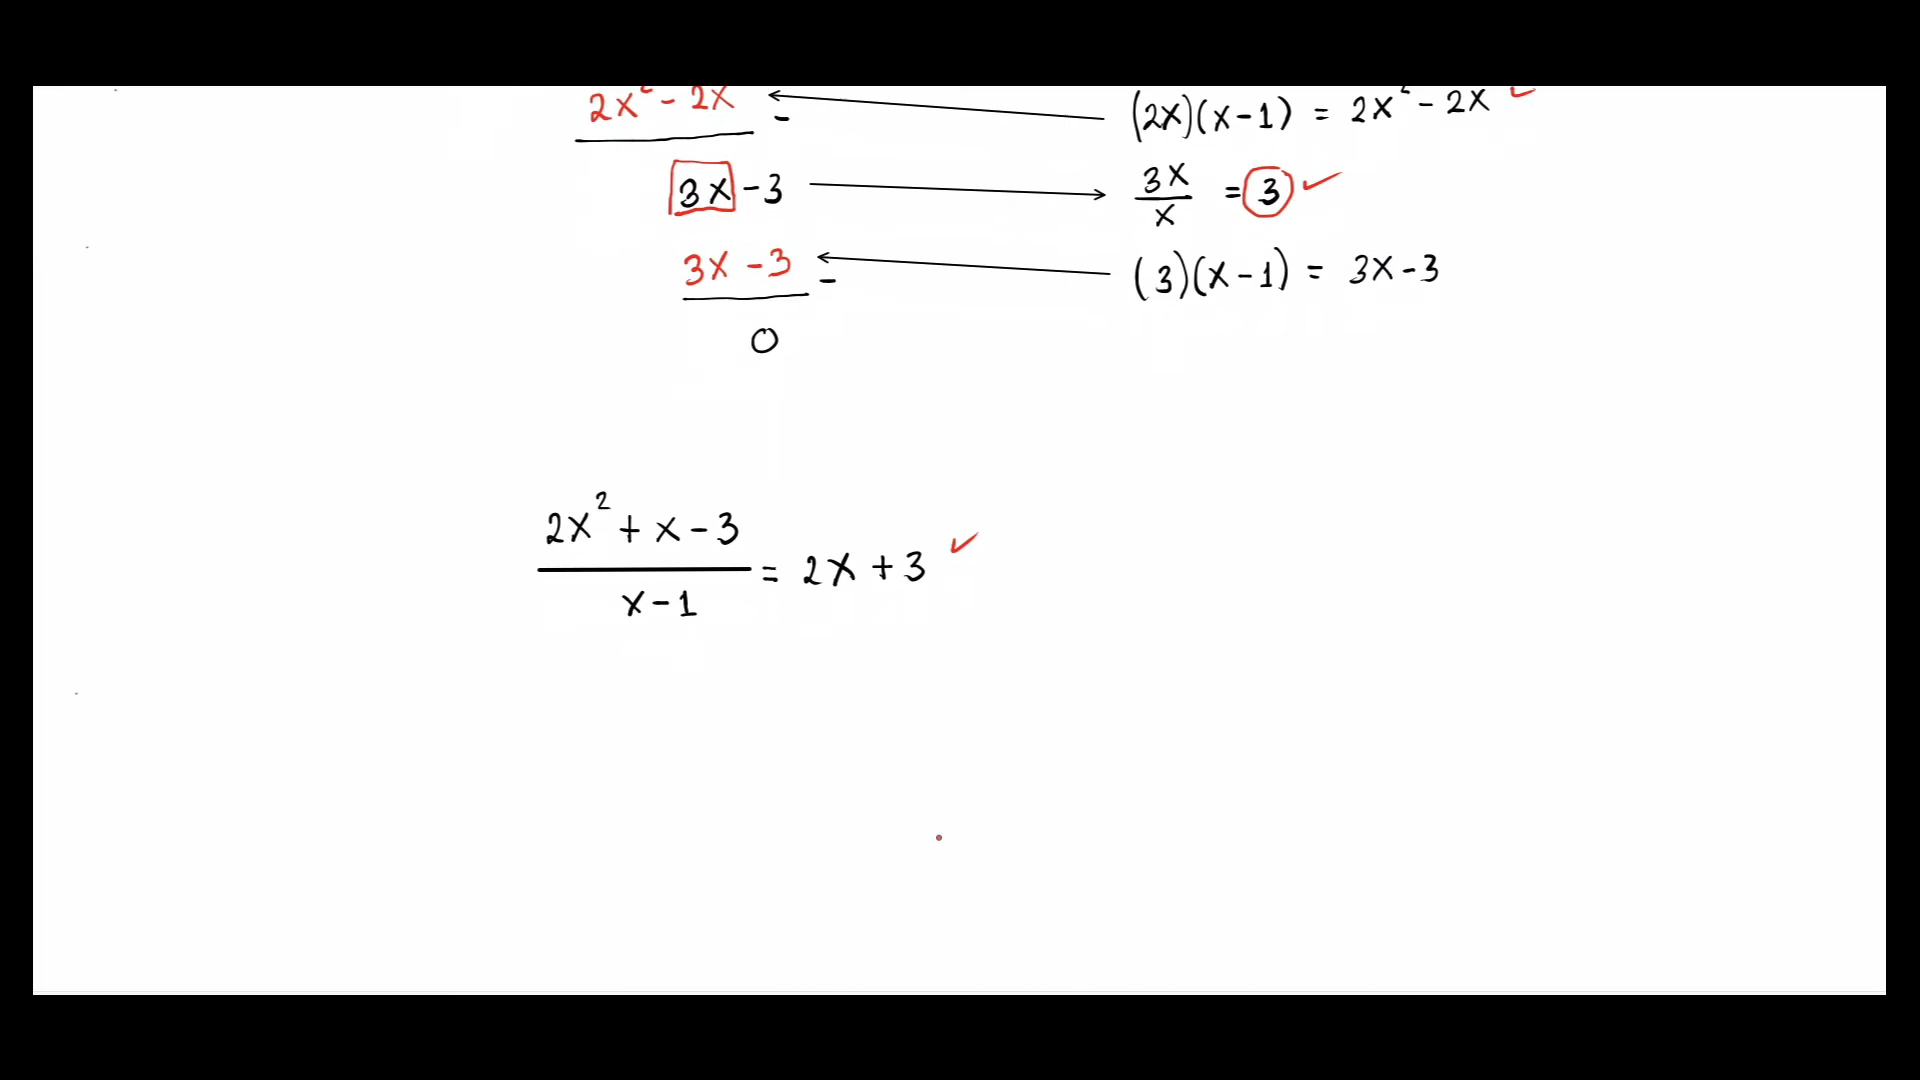 2x² - 2x - (2x)(x-1) = 2x² - 2x ✓
3x - 3 3x/x = 3 ✓
3x - 3 - (3)(x-1) = 3x - 3
0
(2x² + x - 3)/(x - 1) = 2x + 3 ✓